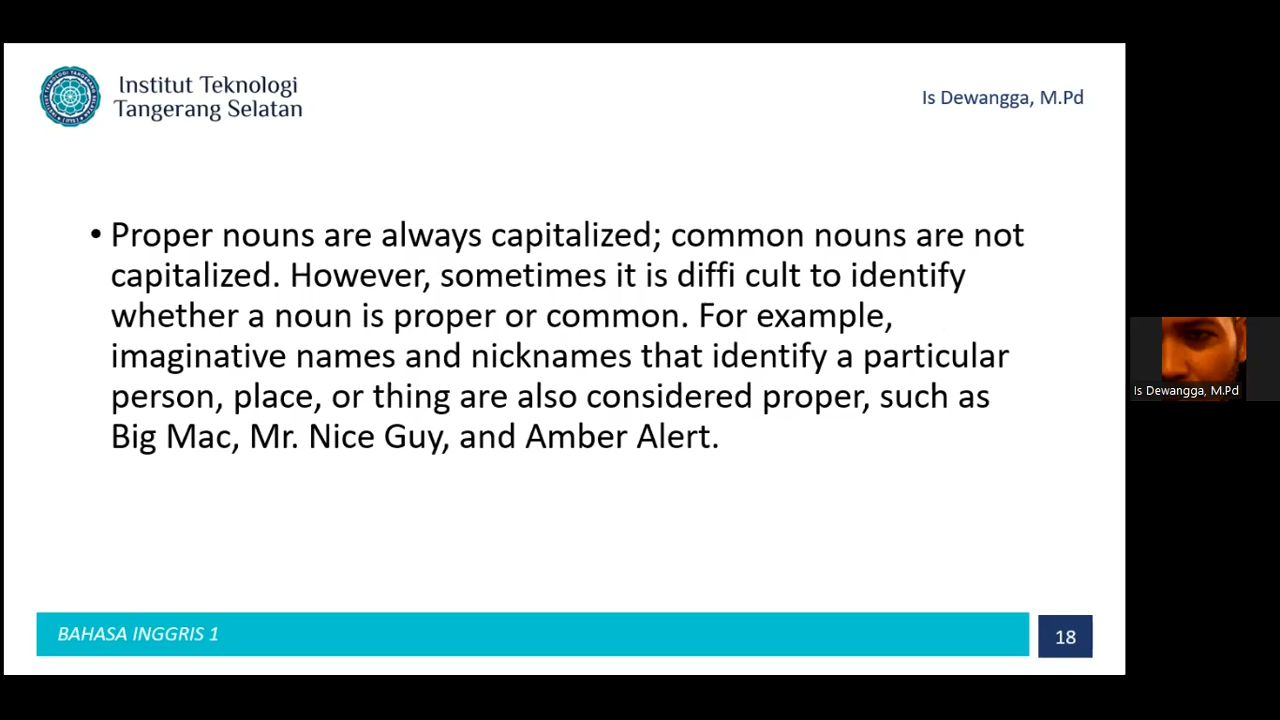 Institut Teknologi
Tangerang Selatan
Is Dewangga, M.Pd
• Proper nouns are always capitalized; common nouns are not
capitalized. However, sometimes it is diffi cult to identify
whether a noun is proper or common. For example,
imaginative names and nicknames that identify a particular
person, place, or thing are also considered proper, such as
Big Mac, Mr. Nice Guy, and Amber Alert.
Is Dewangga, M.Pd
BAHASA INGGRIS 1
18